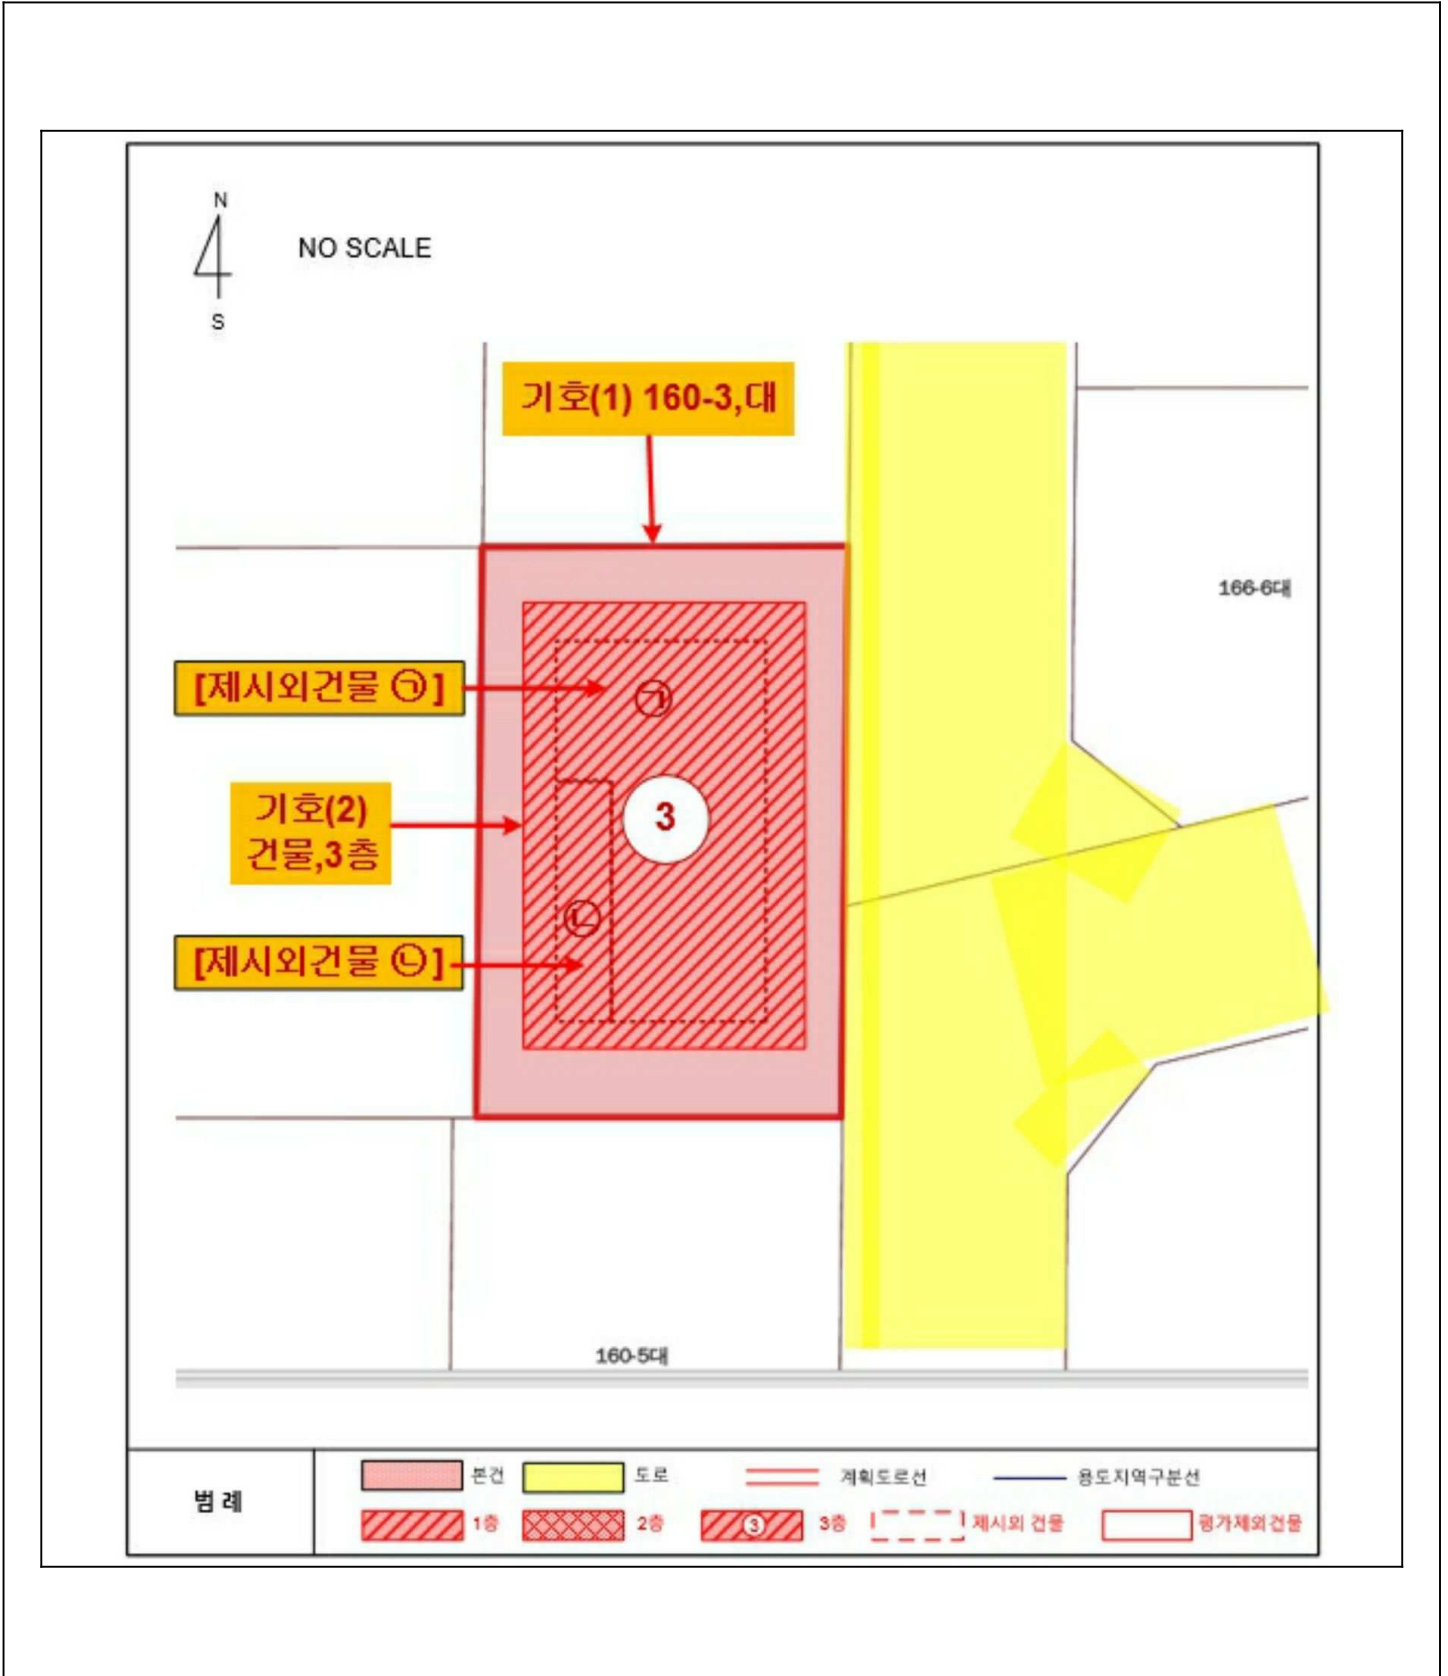 N
NO SCALE
S
기호(1) 160-3,대
166-6대
[제시외건물 ㉠]
㉠
기호(2)
건물,3층
3
㉡
[제시외건물 ㉡]
160-5대
범 례
본건
도로
계획도로선
용도지역구분선
1층
2층
3
3층
제시외 건물
평가제외건물